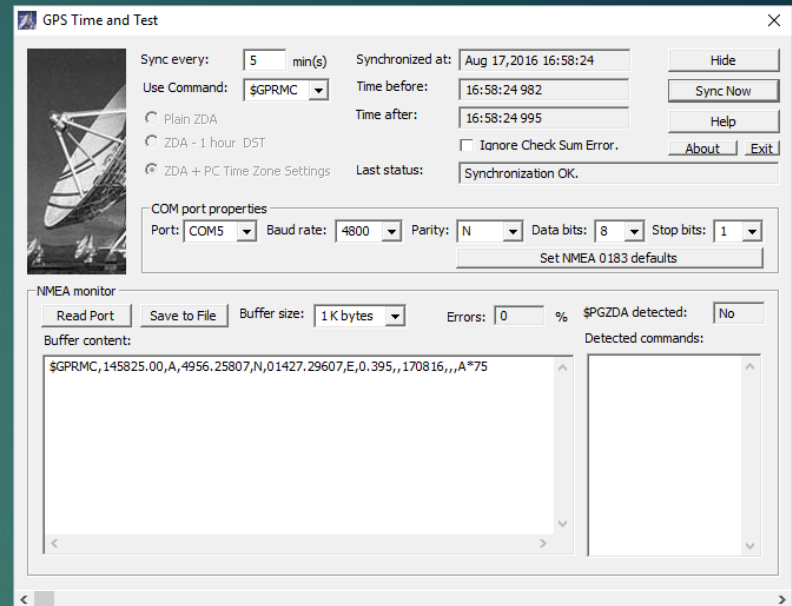 GPS Time and Test
Sync every: 5 min(s) Synchronized at: Aug 17,2016 16:58:24 Hide
Use Command: $GPRMC Time before: 16:58:24 982 Sync Now
Plain ZDA Time after: 16:58:24 995 Help
ZDA - 1 hour DST Ignore Check Sum Error. About Exit
ZDA + PC Time Zone Settings Last status: Synchronization OK.
COM port properties
Port: COM5 Baud rate: 4800 Parity: N Data bits: 8 Stop bits: 1
Set NMEA 0183 defaults
NMEA monitor
Read Port Save to File Buffer size: 1 K bytes Errors: 0 % $PGZDA detected: No
Buffer content: Detected commands:
$GPRMC,145825.00,A,4956.25807,N,01427.29607,E,0.395,,170816,,,A*75